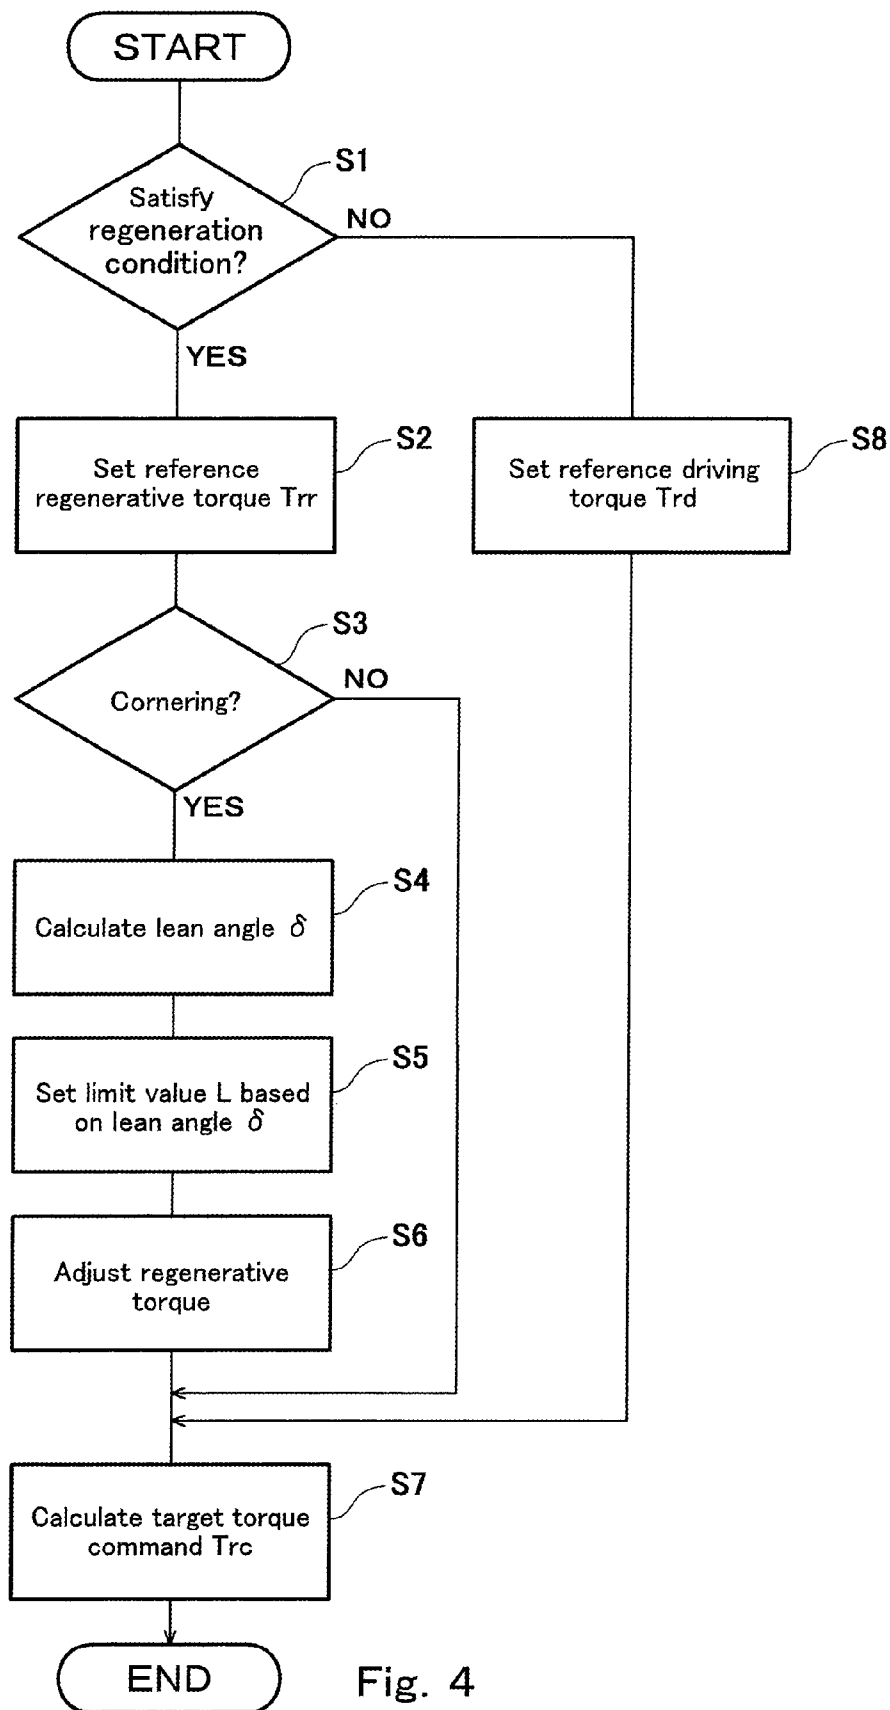 START
S1
Satisfy
regeneration
condition?
NO
YES
S2
Set reference
regenerative torque Trr
S8
Set reference driving
torque Trd
S3
Cornering?
NO
YES
S4
Calculate lean angle δ
S5
Set limit value L based
on lean angle δ
S6
Adjust regenerative
torque
S7
Calculate target torque
command Trc
END
Fig. 4